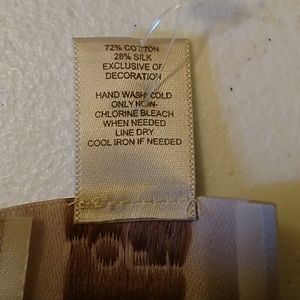 72% COTTON
28% SILK
EXCLUSIVE OF
DECORATION
HAND WASH COLD
ONLY NON-
CHLORINE BLEACH
WHEN NEEDED
LINE DRY
COOL IRON IF NEEDED